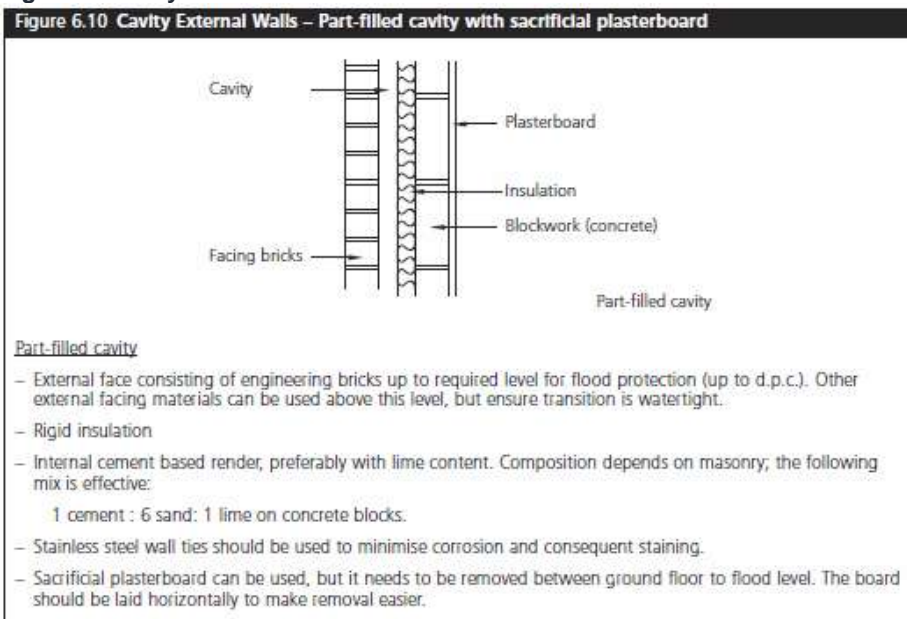 Figure 6.10 Cavity External Walls – Part-filled cavity with sacrificial plasterboard
Cavity
Plasterboard
Insulation
Blockwork (concrete)
Facing bricks
Part-filled cavity
Part-filled cavity
– External face consisting of engineering bricks up to required level for flood protection (up to d.p.c.). Other
external facing materials can be used above this level, but ensure transition is watertight.
– Rigid insulation
– Internal cement based render, preferably with lime content. Composition depends on masonry; the following
mix is effective:
1 cement : 6 sand: 1 lime on concrete blocks.
– Stainless steel wall ties should be used to minimise corrosion and consequent staining.
– Sacrificial plasterboard can be used, but it needs to be removed between ground floor to flood level. The board
should be laid horizontally to make removal easier.